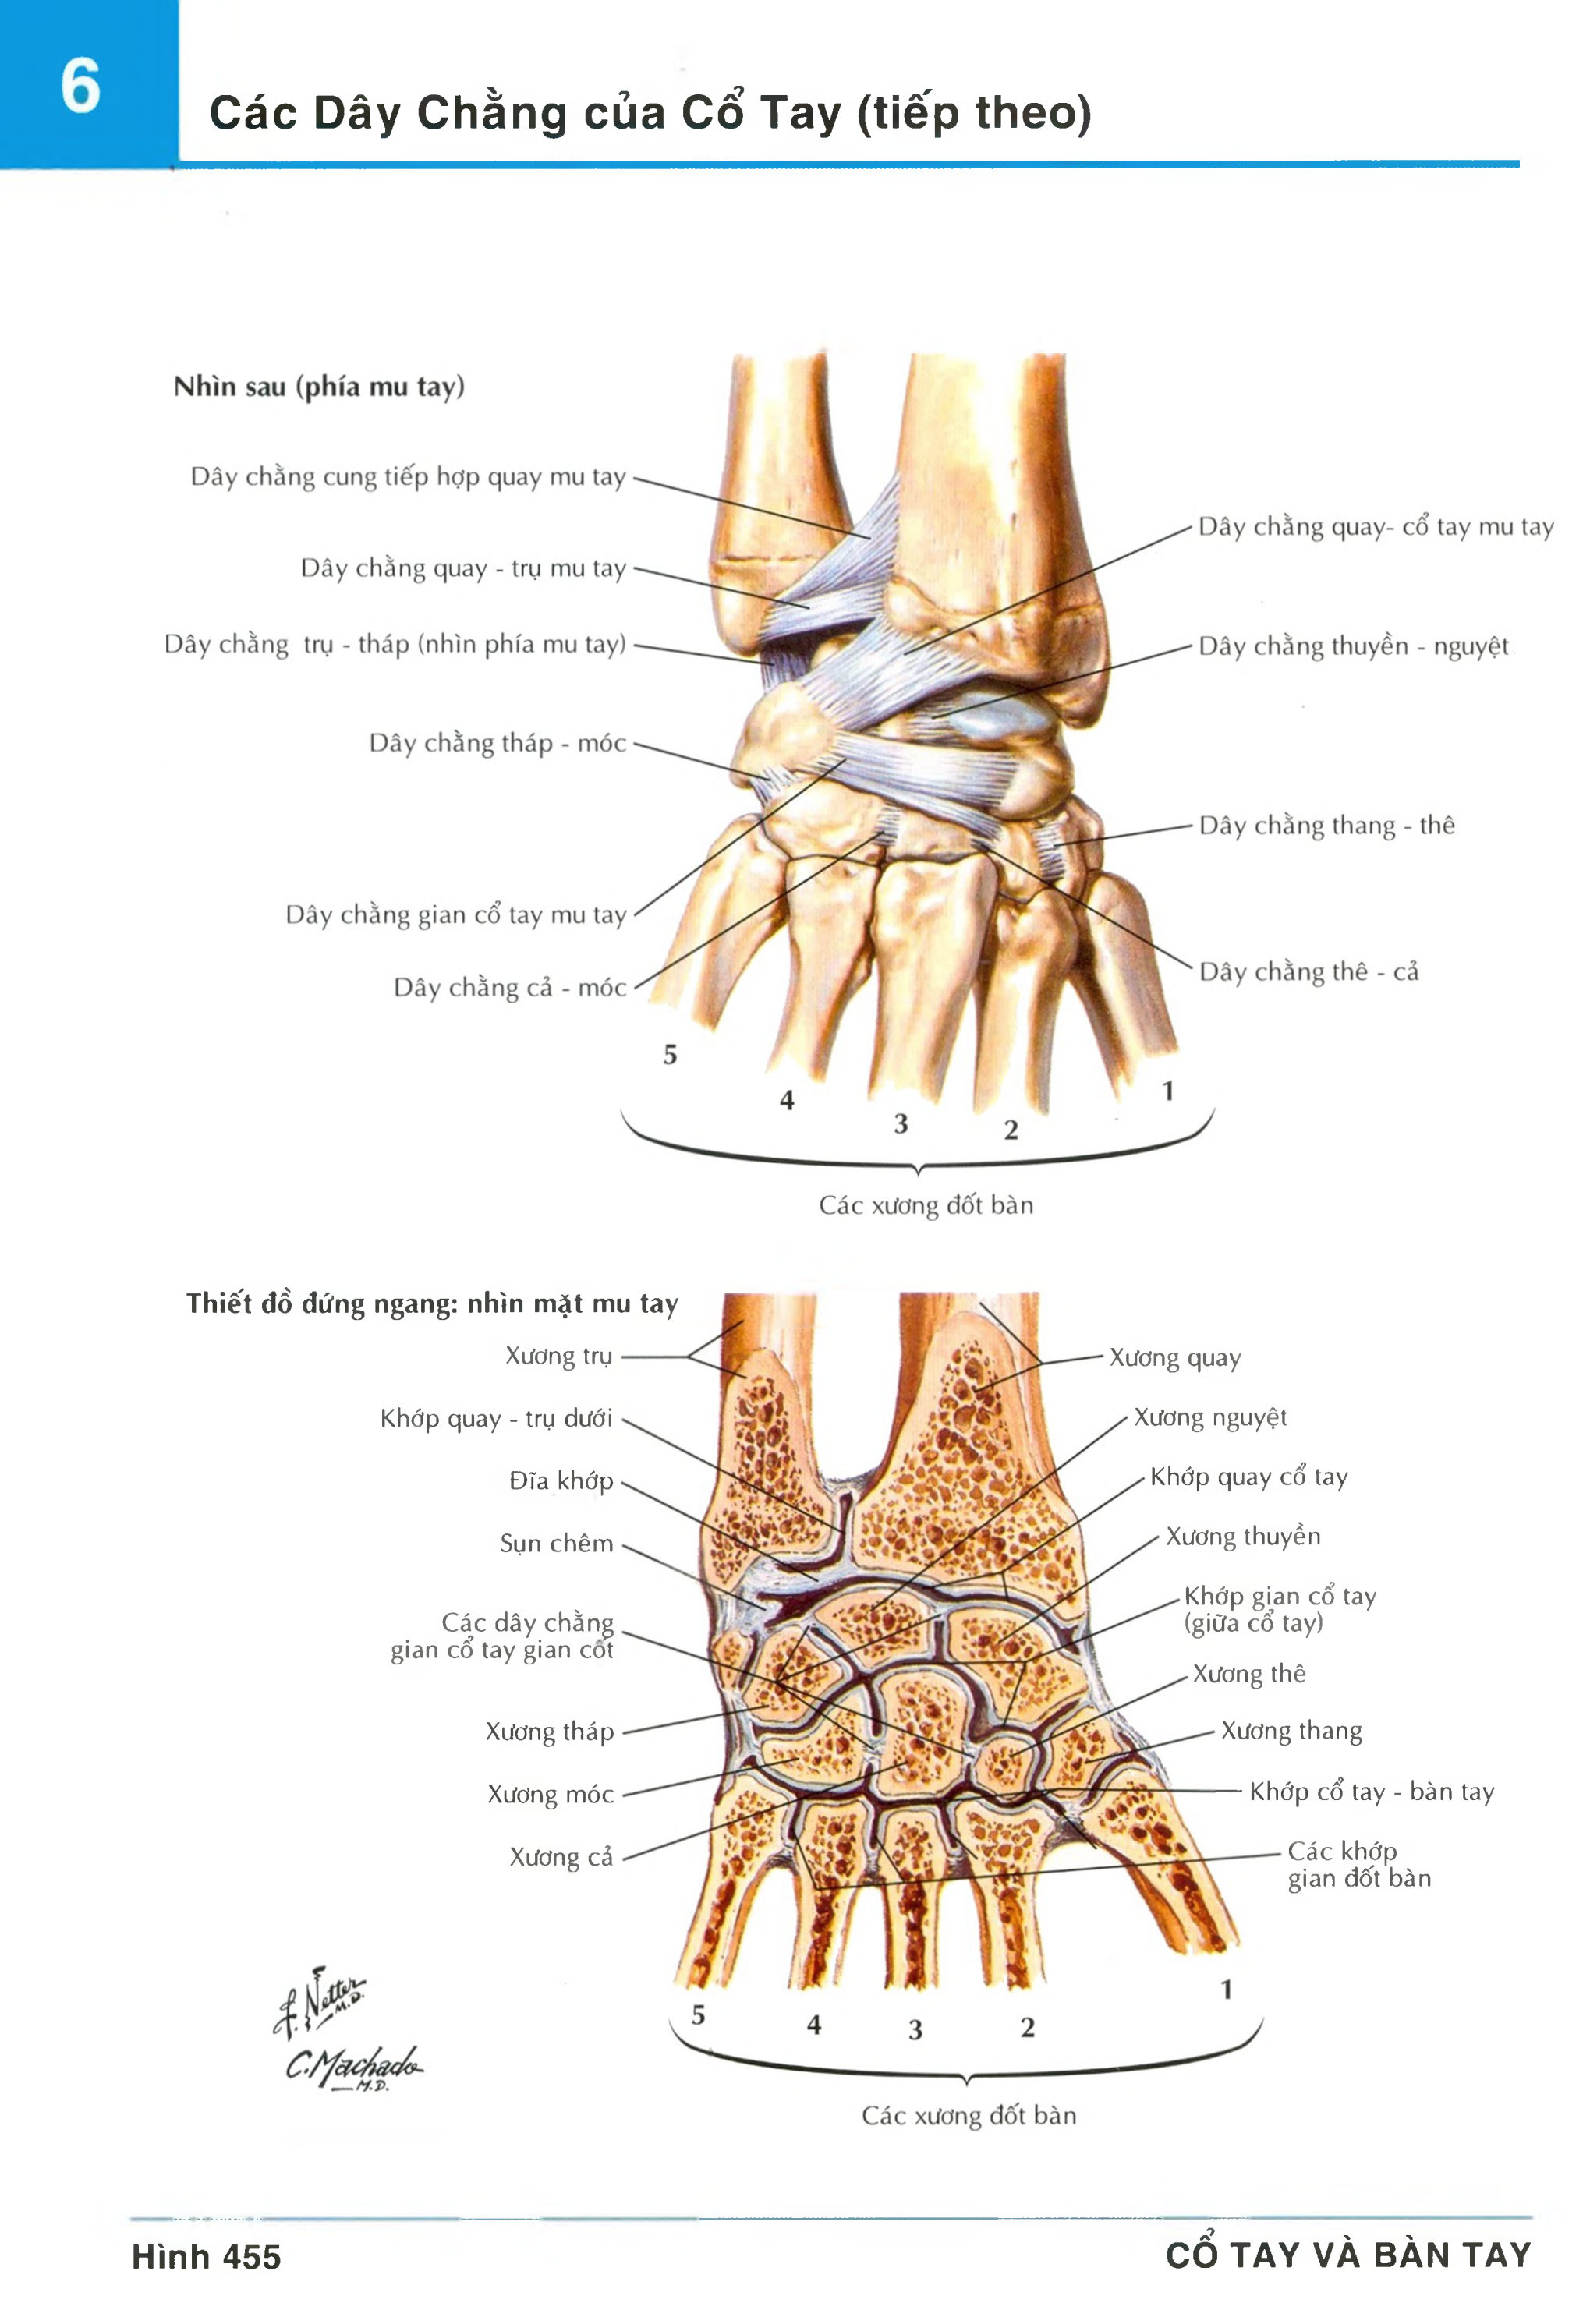 6
Các Dây Chằng của Cổ Tay (tiếp theo)
Nhìn sau (phía mu tay)
Dây chằng cung tiếp hợp quay mu tay
Dây chằng quay - trụ mu tay
Dây chằng trụ - tháp (nhìn phía mu tay)
Dây chằng tháp - móc
Dây chằng gian cổ tay mu tay
Dây chằng cả - móc
Dây chằng quay- cổ tay mu tay
Dây chằng thuyền - nguyệt
Dây chằng thang - thê
Dây chằng thê - cả
5
4
3
2
1
Các xương đốt bàn
Thiết đồ đứng ngang: nhìn mặt mu tay
Xương trụ
Khớp quay - trụ dưới
Đĩa khớp
Sụn chêm
Các dây chằng
gian cổ tay gian cốt
Xương tháp
Xương móc
Xương cả
Xương quay
Xương nguyệt
Khớp quay cổ tay
Xương thuyền
Khớp gian cổ tay
(giữa cổ tay)
Xương thê
Xương thang
Khớp cổ tay - bàn tay
Các khớp
gian đốt bàn
5
4
3
2
1
Các xương đốt bàn
F. Netter
M.D.
C. Machado
M.D.
Hình 455
CỔ TAY VÀ BÀN TAY